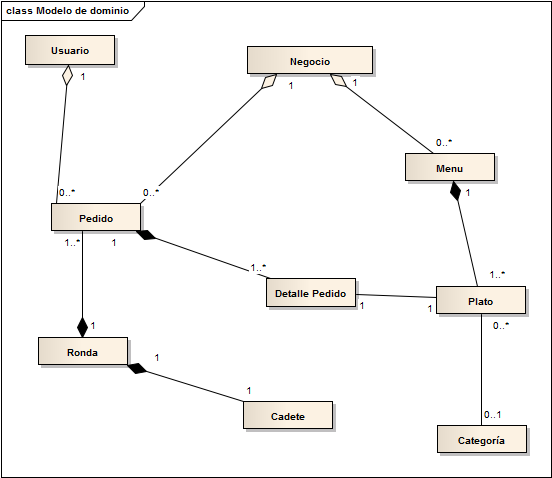 class Modelo de dominio
Usuario
1
Negocio
1
1
0..*
Menu
1
0..*
0..*
Pedido
1..*
1
1..*
Detalle Pedido
1
1..*
Plato
1
0..*
1
Ronda
1
1
Cadete
0..1
Categoría